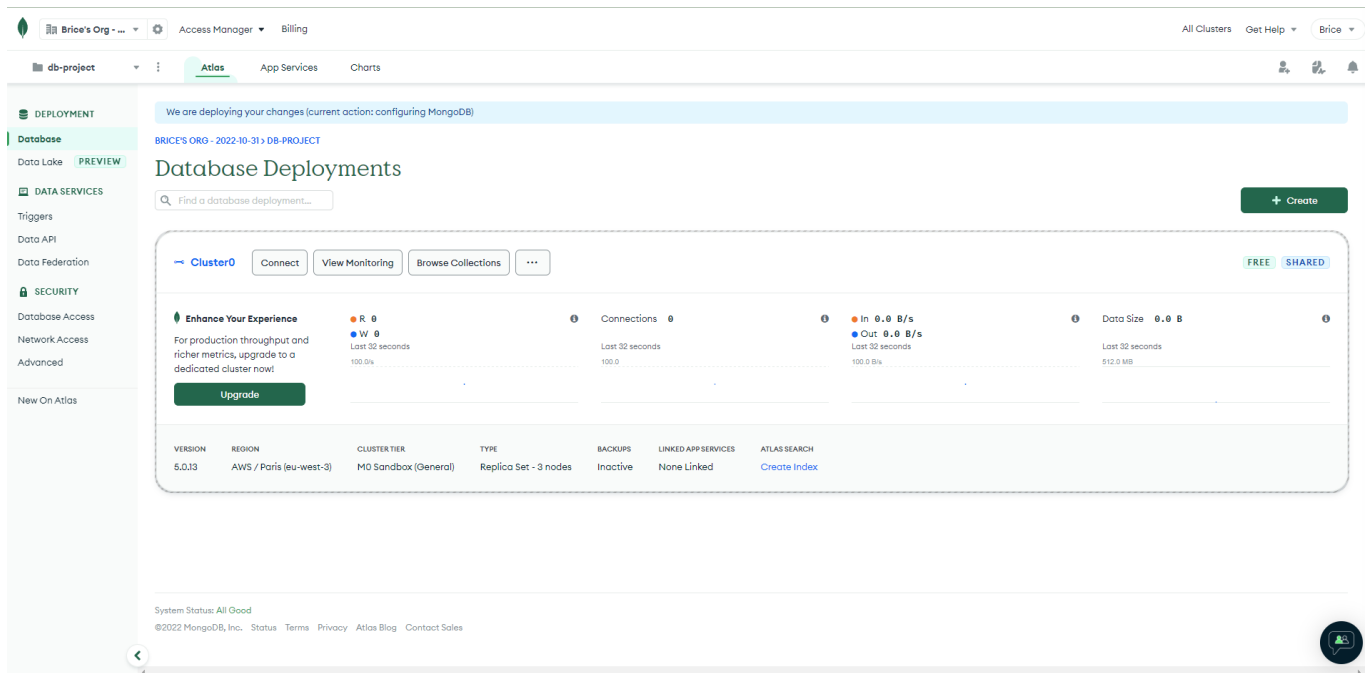 Brice's Org - ... Access Manager Billing All Clusters Get Help Brice
db-project Atlas App Services Charts
DEPLOYMENT
Database
Data Lake PREVIEW
DATA SERVICES
Triggers
Data API
Data Federation
SECURITY
Database Access
Network Access
Advanced
New On Atlas
We are deploying your changes (current action: configuring MongoDB)
BRICE'S ORG - 2022-10-31 > DB-PROJECT
Database Deployments
Find a database deployment...
+ Create
Cluster0 Connect View Monitoring Browse Collections ... FREE SHARED
Enhance Your Experience
For production throughput and
richer metrics, upgrade to a
dedicated cluster now!
Upgrade
R 0
W 0
Last 32 seconds
100.0/s
Connections 0
Last 32 seconds
100.0
In 0.0 B/s
Out 0.0 B/s
Last 32 seconds
100.0 B/s
Data Size 0.0 B
Last 32 seconds
512.0 MB
VERSION REGION CLUSTER TIER TYPE BACKUPS LINKED APP SERVICES ATLAS SEARCH
5.0.13 AWS / Paris (eu-west-3) M0 Sandbox (General) Replica Set - 3 nodes Inactive None Linked Create Index
System Status: All Good
©2022 MongoDB, Inc. Status Terms Privacy Atlas Blog Contact Sales